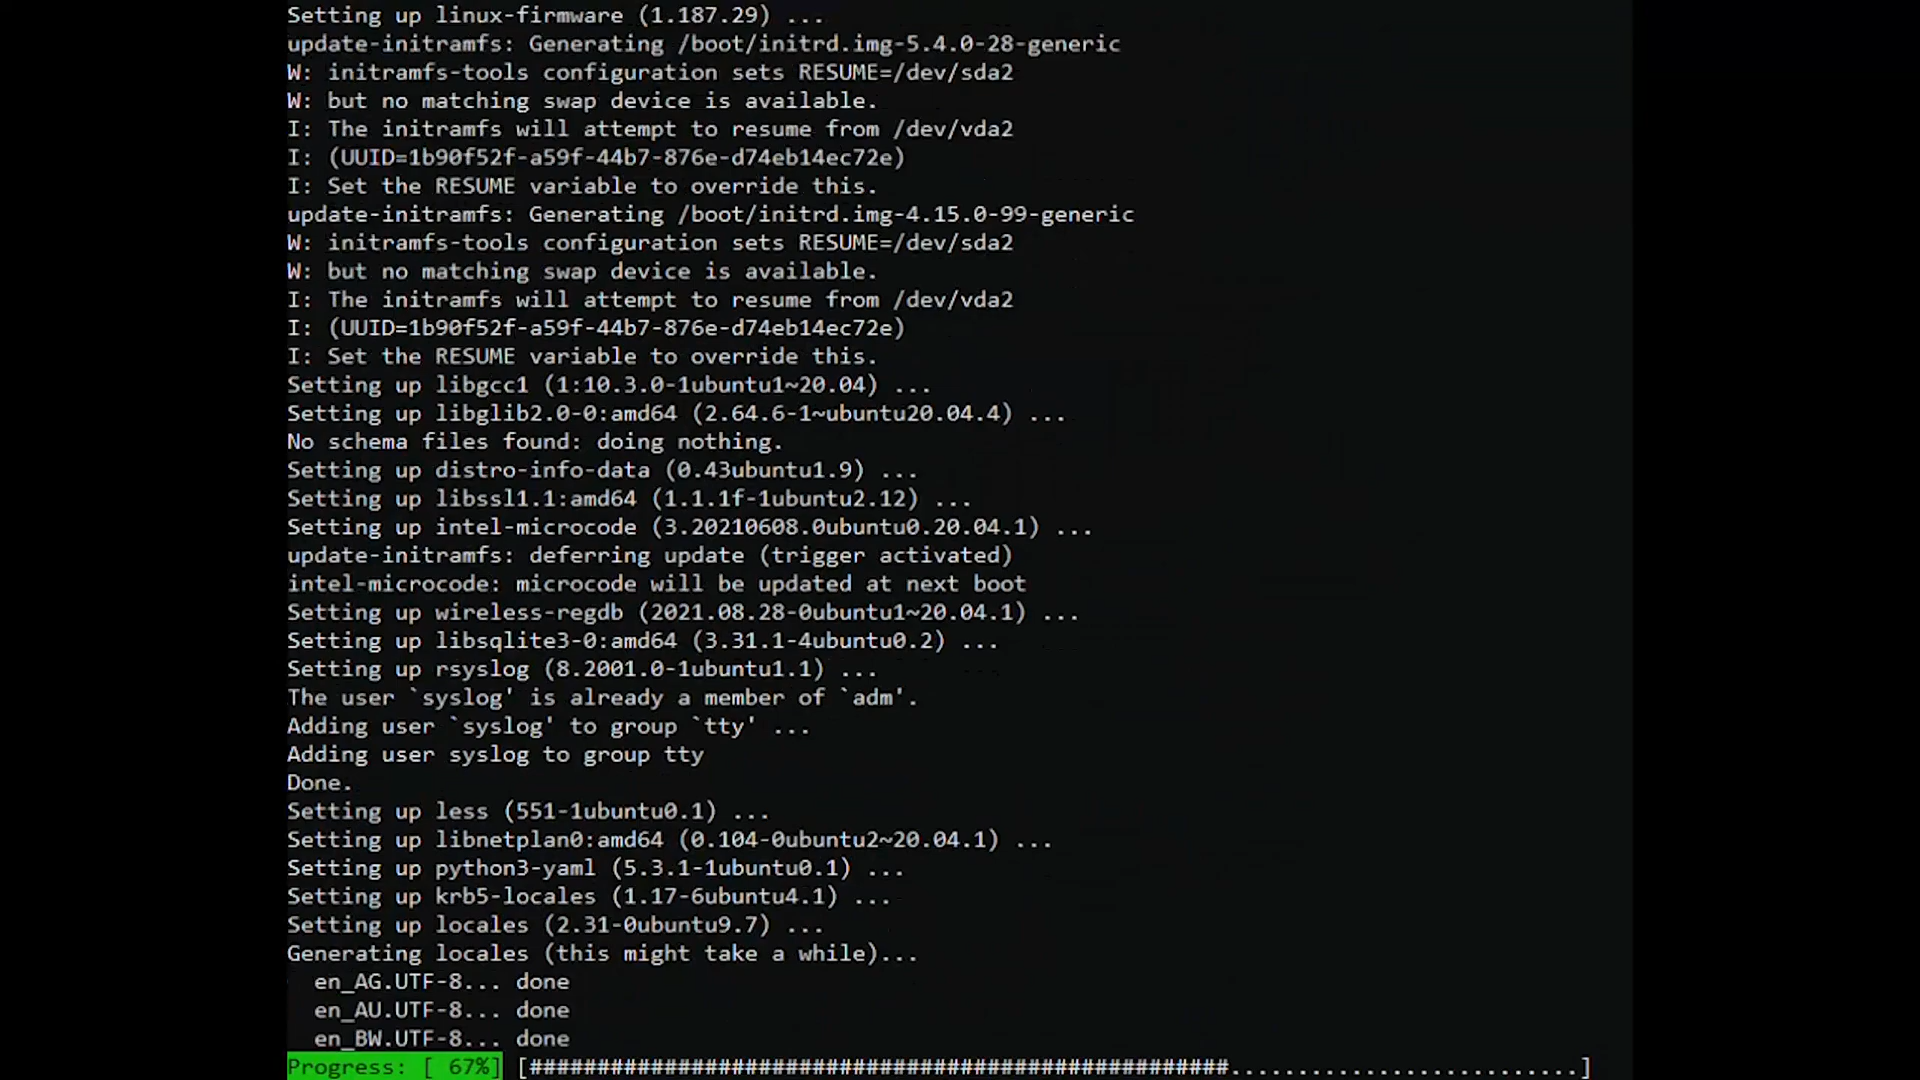 Setting up linux-firmware (1.187.29) ...
update-initramfs: Generating /boot/initrd.img-5.4.0-28-generic
W: initramfs-tools configuration sets RESUME=/dev/sda2
W: but no matching swap device is available.
I: The initramfs will attempt to resume from /dev/vda2
I: (UUID=1b90f52f-a59f-44b7-876e-d74eb14ec72e)
I: Set the RESUME variable to override this.
update-initramfs: Generating /boot/initrd.img-4.15.0-99-generic
W: initramfs-tools configuration sets RESUME=/dev/sda2
W: but no matching swap device is available.
I: The initramfs will attempt to resume from /dev/vda2
I: (UUID=1b90f52f-a59f-44b7-876e-d74eb14ec72e)
I: Set the RESUME variable to override this.
Setting up libgcc1 (1:10.3.0-1ubuntu1~20.04) ...
Setting up libglib2.0-0:amd64 (2.64.6-1~ubuntu20.04.4) ...
No schema files found: doing nothing.
Setting up distro-info-data (0.43ubuntu1.9) ...
Setting up libssl1.1:amd64 (1.1.1f-1ubuntu2.12) ...
Setting up intel-microcode (3.20210608.0ubuntu0.20.04.1) ...
update-initramfs: deferring update (trigger activated)
intel-microcode: microcode will be updated at next boot
Setting up wireless-regdb (2021.08.28-0ubuntu1~20.04.1) ...
Setting up libsqlite3-0:amd64 (3.31.1-4ubuntu0.2) ...
Setting up rsyslog (8.2001.0-1ubuntu1.1) ...
The user `syslog' is already a member of `adm'.
Adding user `syslog' to group `tty' ...
Adding user syslog to group tty
Done.
Setting up less (551-1ubuntu0.1) ...
Setting up libnetplan0:amd64 (0.104-0ubuntu2~20.04.1) ...
Setting up python3-yaml (5.3.1-1ubuntu0.1) ...
Setting up krb5-locales (1.17-6ubuntu4.1) ...
Setting up locales (2.31-0ubuntu9.7) ...
Generating locales (this might take a while)...
  en_AG.UTF-8... done
  en_AU.UTF-8... done
  en_BW.UTF-8... done
Progress: [ 67%] [####################################################..........................]